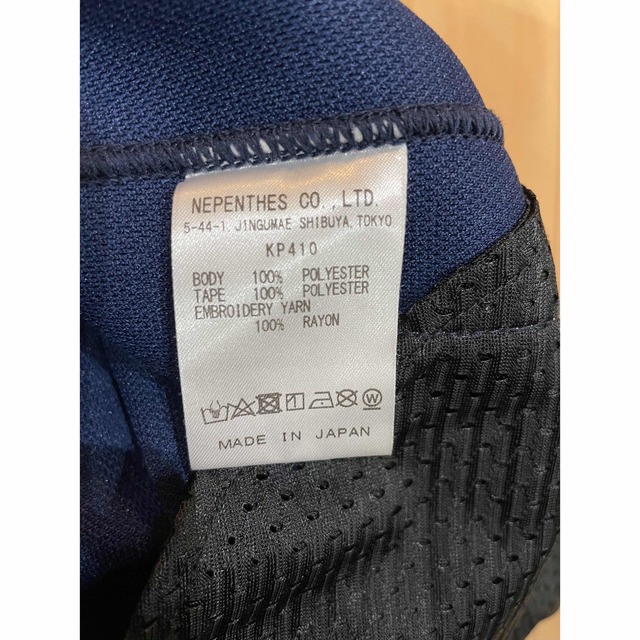 NEPENTHES CO.,LTD.
5-44-1, JINGUMAE SHIBUYA, TOKYO
KP410
BODY 100% POLYESTER
TAPE 100% POLYESTER
EMBROIDERY YARN
100% RAYON
W
MADE IN JAPAN